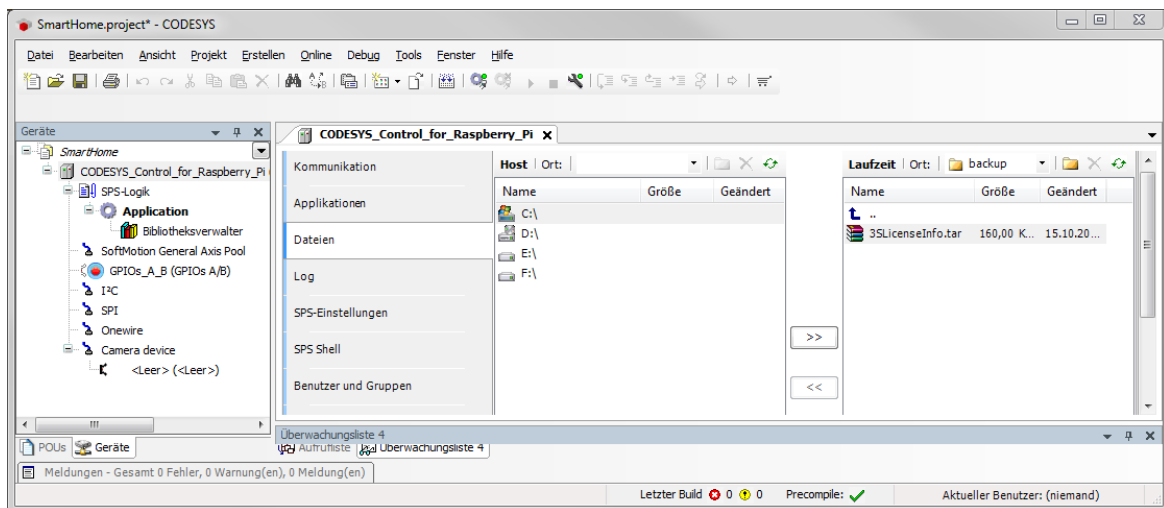 SmartHome.project* - CODESYS
Datei Bearbeiten Ansicht Projekt Erstellen Online Debug Tools Fenster Hilfe
Geräte
SmartHome
CODESYS_Control_for_Raspberry_Pi
SPS-Logik
Application
Bibliotheksverwalter
SoftMotion General Axis Pool
GPIOs_A_B (GPIOs A/B)
I²C
SPI
Onewire
Camera device
<Leer> (<Leer>)
POUs Geräte
CODESYS_Control_for_Raspberry_Pi
Kommunikation
Applikationen
Dateien
Log
SPS-Einstellungen
SPS Shell
Benutzer und Gruppen
Host Ort:
Name Größe Geändert
C:\
D:\
E:\
F:\
>>
<<
Laufzeit Ort: backup
Name Größe Geändert
..
3SLicenseInfo.tar 160,00 K... 15.10.20...
Überwachungsliste 4
Aufrufliste Überwachungsliste 4
Meldungen - Gesamt 0 Fehler, 0 Warnung(en), 0 Meldung(en)
Letzter Build 0 0 Precompile: Aktueller Benutzer: (niemand)